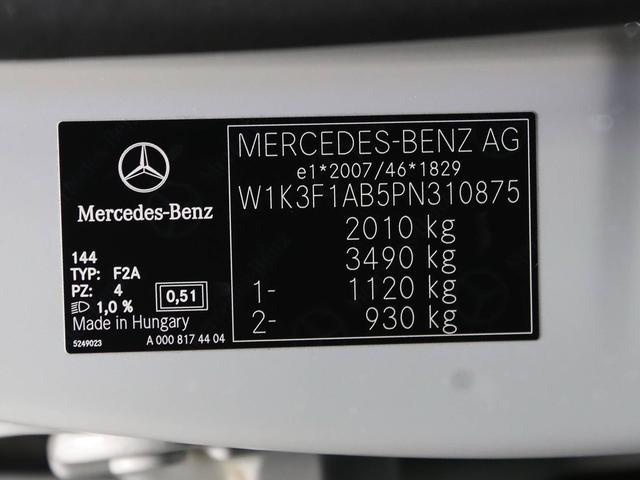 MERCEDES-BENZ AG
e1*2007/46*1829
W1K3F1AB5PN310875
2010 kg
3490 kg
1- 1120 kg
2- 930 kg
Mercedes-Benz
144
TYP: F2A
PZ: 4
1,0 %
0,51
Made in Hungary
5249023 A 000 817 44 04